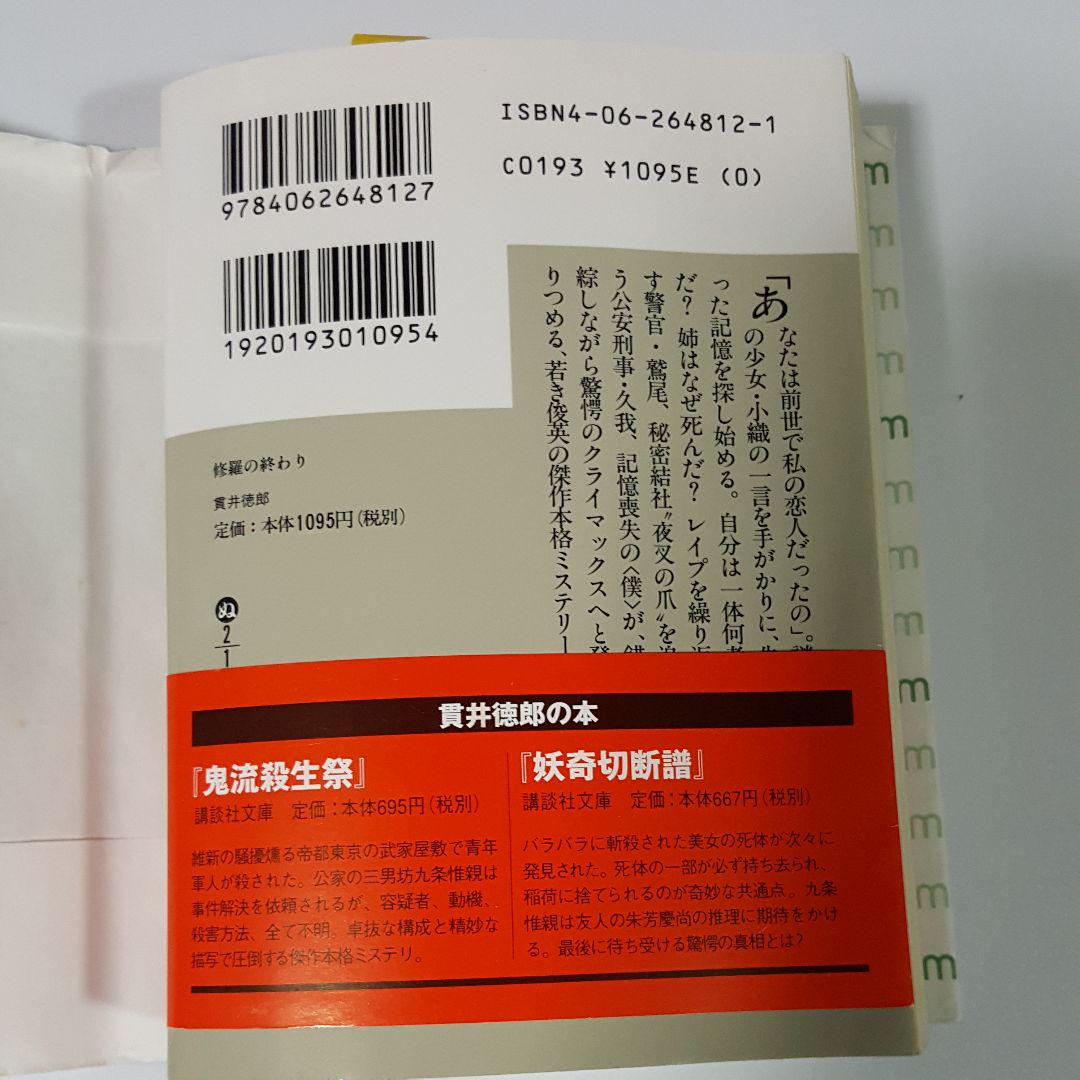 ISBN4-06-264812-1
C0193 ¥1095E (0)
9784062648127
1920193010954
「あなたは前世で私の恋人だったの」。
の少女・小織の一言を手がかりに、
った記憶を探し始める。自分は一体何者
だ？ 姉はなぜ死んだ？ レイプを繰り返
す警官・鷲尾、秘密結社〝夜叉の爪〟を追
う公安刑事・久我、記憶喪失の〈僕〉が、錯
綜しながら驚愕のクライマックスへと登
りつめる、若き俊英の傑作本格ミステリー
修羅の終わり
貫井徳郎
定価：本体1095円（税別）
ぬ
2
1
貫井徳郎の本
『鬼流殺生祭』
講談社文庫 定価：本体695円（税別）
維新の騒擾燻る帝都東京の武家屋敷で青年
軍人が殺された。公家の三男坊九条惟親は
事件解決を依頼されるが、容疑者、動機、
殺害方法、全て不明。卓抜な構成と精妙な
描写で圧倒する傑作本格ミステリ。
『妖奇切断譜』
講談社文庫 定価：本体667円（税別）
バラバラに斬殺された美女の死体が次々に
発見された。死体の一部が必ず持ち去られ、
稲荷に捨てられるのが奇妙な共通点。九条
惟親は友人の朱芳慶尚の推理に期待をかけ
る。最後に待ち受ける驚愕の真相とは？
m
m
m
m
m
m
m
m
m
m
m
m
m